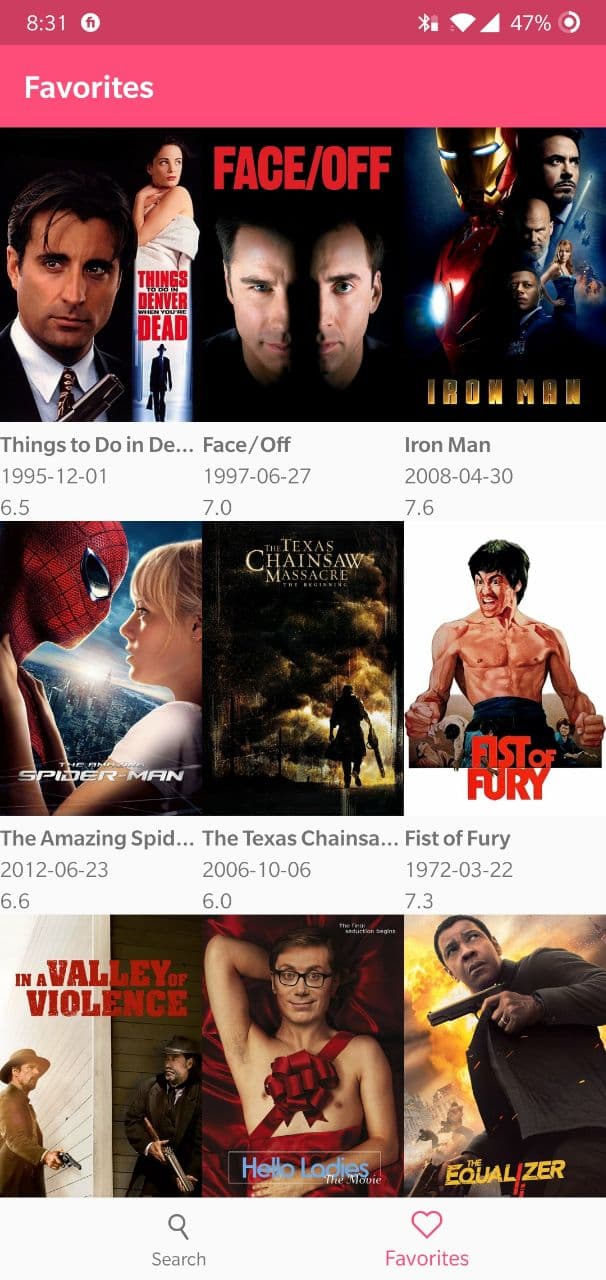 8:31
47%
Favorites
THINGS
TO DO IN
DENVER
WHEN YOU'RE
DEAD
FACE/OFF
IRON MAN
Things to Do in De...
Face/Off
Iron Man
1995-12-01
1997-06-27
2008-04-30
6.5
7.0
7.6
THE AMAZING
SPIDER-MAN
THE TEXAS
CHAINSAW
MASSACRE
THE BEGINNING
FIST OF
FURY
The Amazing Spid...
The Texas Chainsa...
Fist of Fury
2012-06-23
2006-10-06
1972-03-22
6.6
6.0
7.3
IN A VALLEY OF
VIOLENCE
The final
seduction begins
Hello Ladies
The Movie
THE
EQUALIZER
Search
Favorites